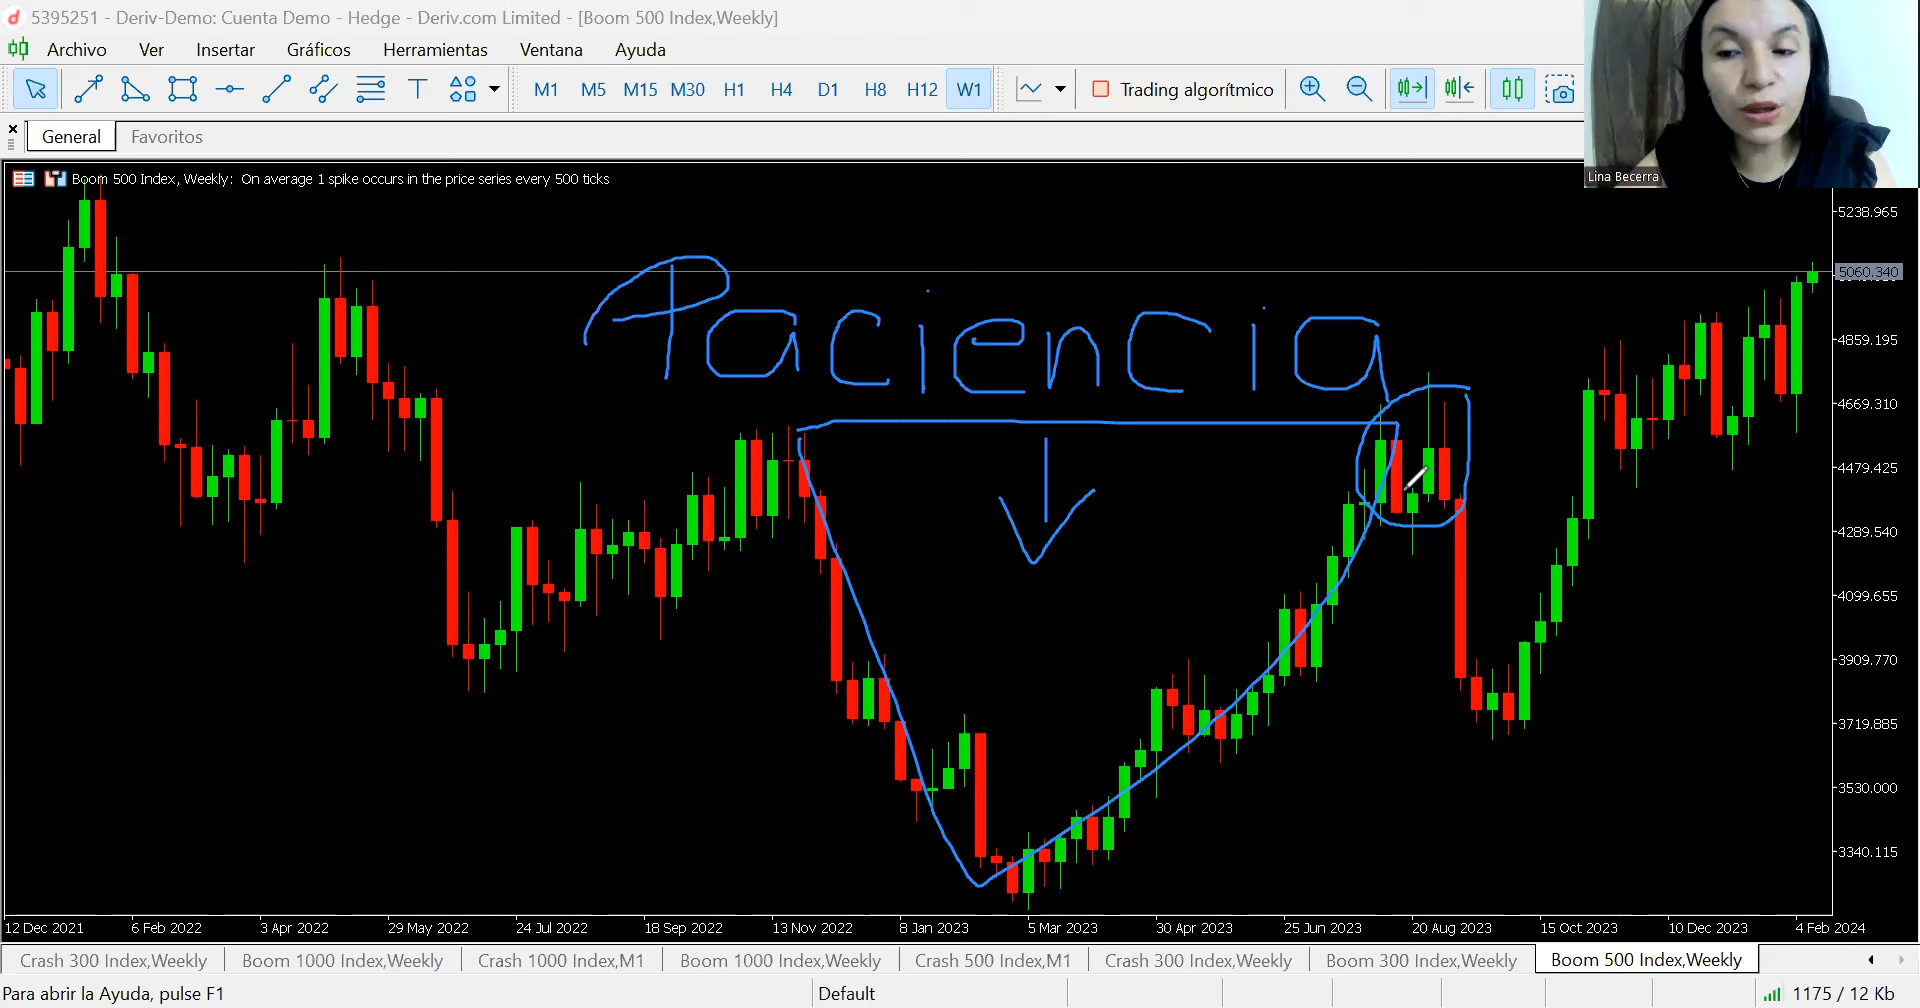 5395251 - Deriv-Demo: Cuenta Demo - Hedge - Deriv.com Limited - [Boom 500 Index,Weekly]
Archivo Ver Insertar Gráficos Herramientas Ventana Ayuda
T M1 M5 M15 M30 H1 H4 D1 H8 H12 W1 Trading algorítmico
General Favoritos
Lina Becerra
Boom 500 Index, Weekly: On average 1 spike occurs in the price series every 500 ticks
5238.965
5060.340
Paciencia
4859.195
4669.310
4479.425
4289.540
4099.655
3909.770
3719.885
3530.000
3340.115
12 Dec 2021 6 Feb 2022 3 Apr 2022 29 May 2022 24 Jul 2022 18 Sep 2022 13 Nov 2022 8 Jan 2023 5 Mar 2023 30 Apr 2023 25 Jun 2023 20 Aug 2023 15 Oct 2023 10 Dec 2023 4 Feb 2024
Crash 300 Index,Weekly Boom 1000 Index,Weekly Crash 1000 Index,M1 Boom 1000 Index,Weekly Crash 500 Index,M1 Crash 300 Index,Weekly Boom 300 Index,Weekly Boom 500 Index,Weekly
Para abrir la Ayuda, pulse F1 Default 1175 / 12 Kb